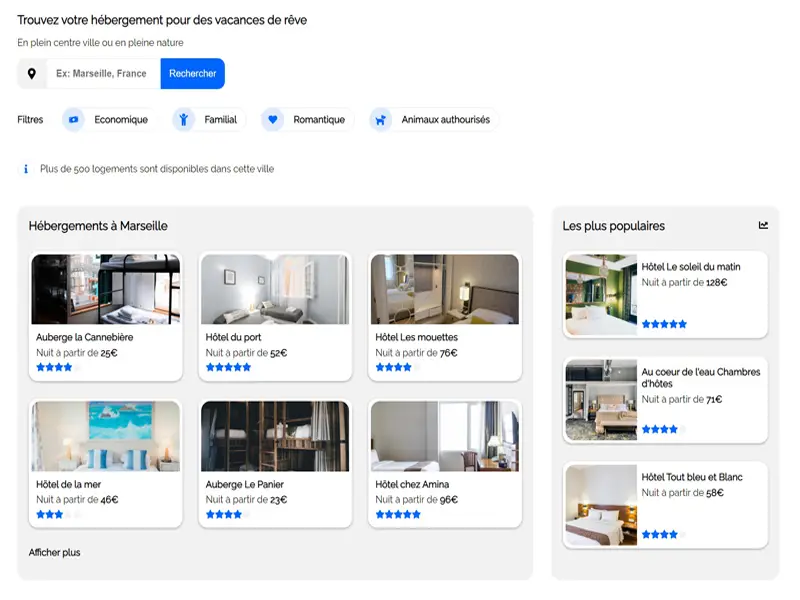 Trouvez votre hébergement pour des vacances de rêve
En plein centre ville ou en pleine nature
Ex: Marseille, France
Rechercher
Filtres
Economique
Familial
Romantique
Animaux authourisés
Plus de 500 logements sont disponibles dans cette ville
Hébergements à Marseille
Auberge la Cannebière
Nuit à partir de 25€
Hôtel du port
Nuit à partir de 52€
Hôtel Les mouettes
Nuit à partir de 76€
Hôtel de la mer
Nuit à partir de 46€
Auberge Le Panier
Nuit à partir de 23€
Hôtel chez Amina
Nuit à partir de 96€
Afficher plus
Les plus populaires
Hôtel Le soleil du matin
Nuit à partir de 128€
Au coeur de l'eau Chambres
d'hôtes
Nuit à partir de 71€
Hôtel Tout bleu et Blanc
Nuit à partir de 58€